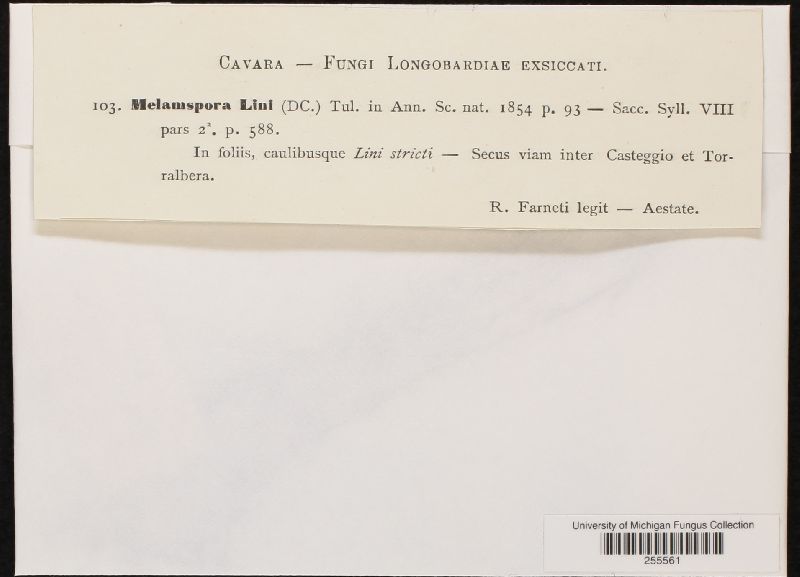 CAVARA — FUNGI LONGOBARDIAE EXSICCATI.
103. Melamspora Lini (DC.) Tul. in Ann. Sc. nat. 1854 p. 93 — Sacc. Syll. VIII
pars 2ª. p. 588.
In foliis, caulibusque Lini stricti — Secus viam inter Casteggio et Tor-
ralbera.
R. Farneti legit — Aestate.
University of Michigan Fungus Collection
255561